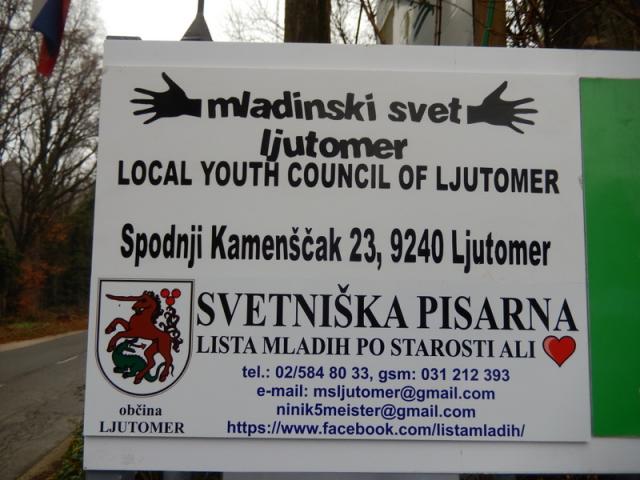 mladinski svet
ljutomer
LOCAL YOUTH COUNCIL OF LJUTOMER
Spodnji Kamenščak 23, 9240 Ljutomer
SVETNIŠKA PISARNA
LISTA MLADIH PO STAROSTI ALI
tel.: 02/584 80 33, gsm: 031 212 393
e-mail: msljutomer@gmail.com
ninik5meister@gmail.com
https://www.facebook.com/listamladih/
občina
LJUTOMER